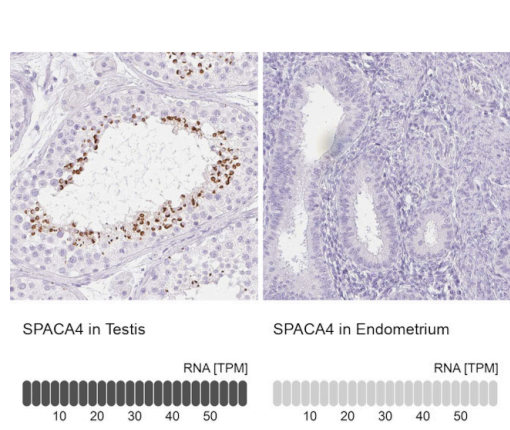 SPACA4 in Testis
RNA [TPM]
10 20 30 40 50
SPACA4 in Endometrium
RNA [TPM]
10 20 30 40 50